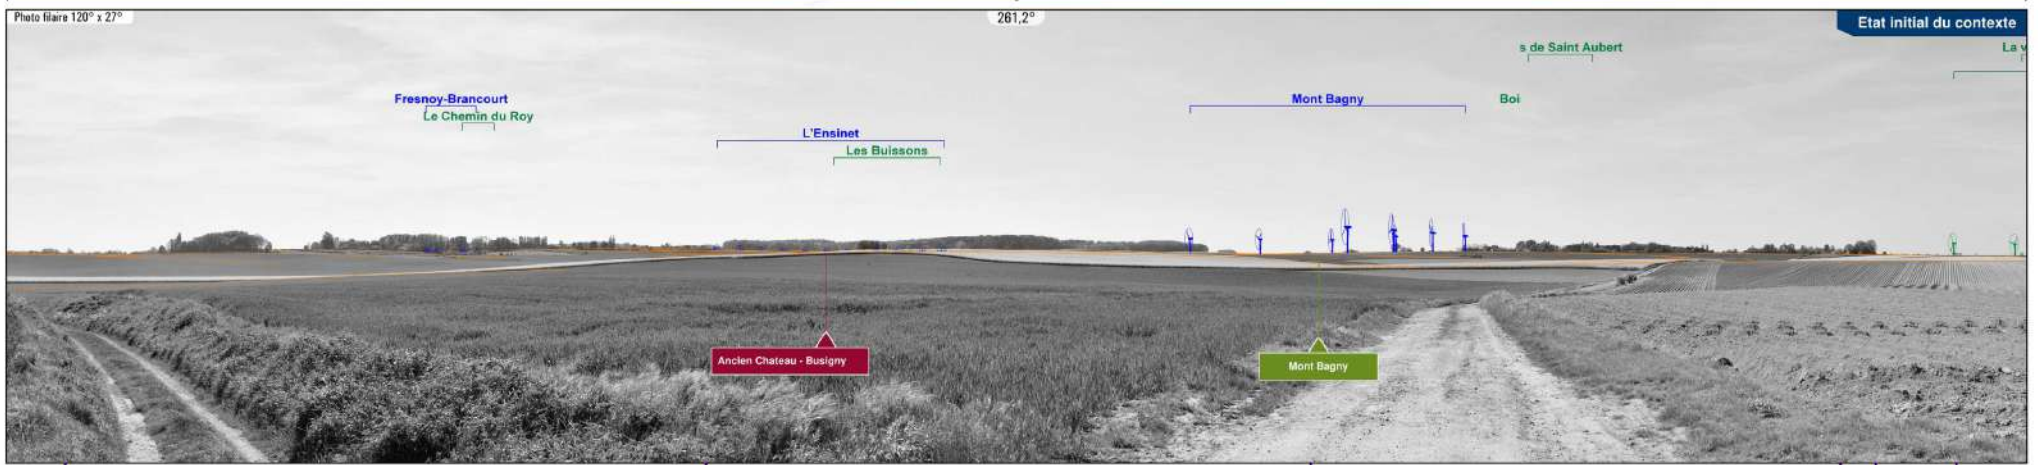 Photo filaire 120° x 27°
261,2°
Etat initial du contexte
s de Saint Aubert
La v
Fresnoy-Brancourt
Mont Bagny
Boi
Le Chemin du Roy
L'Ensinet
Les Buissons
Ancien Chateau - Busigny
Mont Bagny